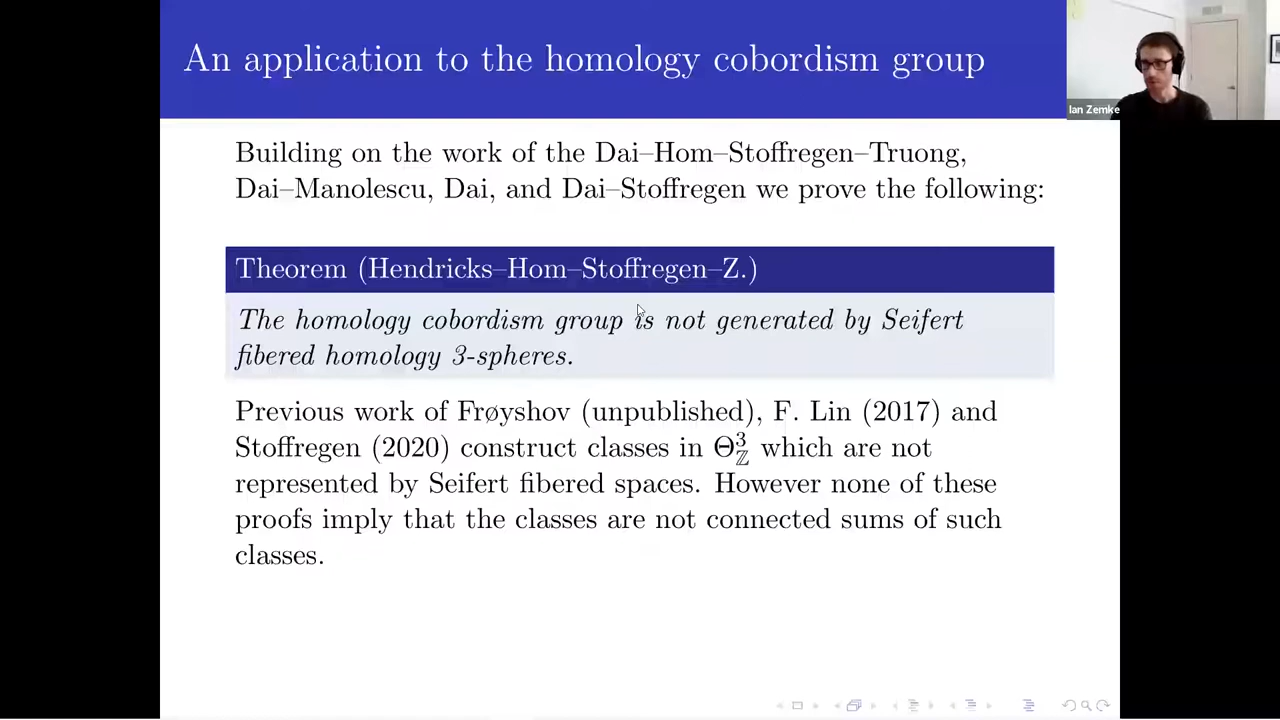 An application to the homology cobordism group
Ian Zemke
Building on the work of the Dai–Hom–Stoffregen–Truong,
Dai–Manolescu, Dai, and Dai–Stoffregen we prove the following:
Theorem (Hendricks–Hom–Stoffregen–Z.)
The homology cobordism group is not generated by Seifert
fibered homology 3-spheres.
Previous work of Frøyshov (unpublished), F. Lin (2017) and
Stoffregen (2020) construct classes in Θ³_ℤ which are not
represented by Seifert fibered spaces. However none of these
proofs imply that the classes are not connected sums of such
classes.